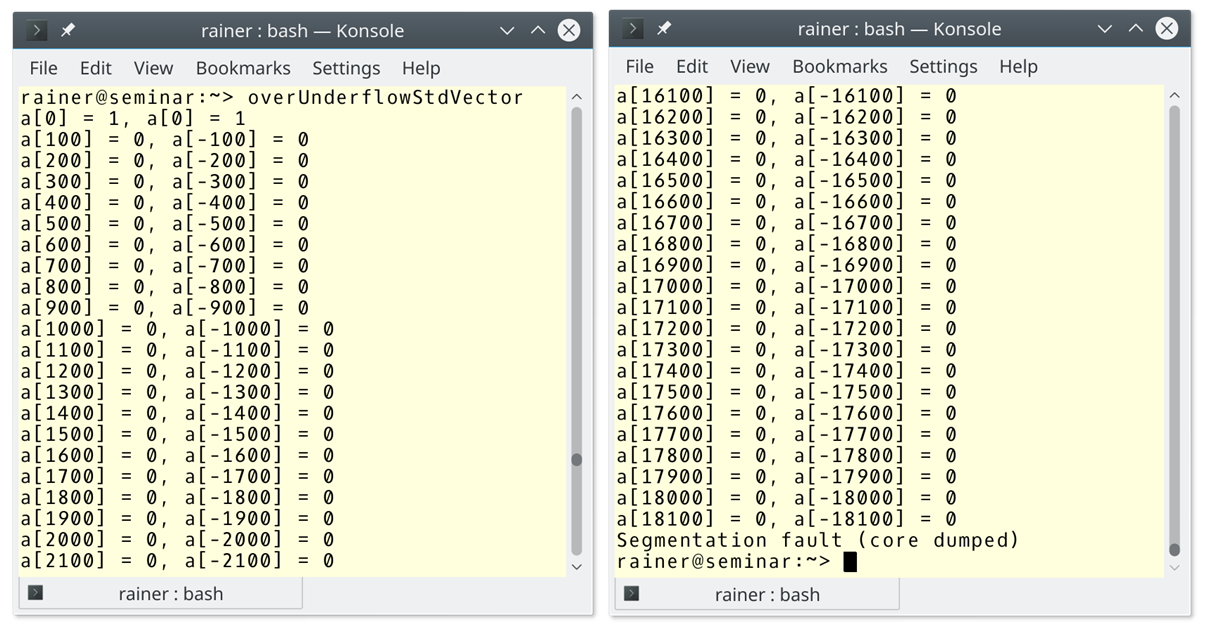 rainer : bash — Konsole
File Edit View Bookmarks Settings Help
rainer@seminar:~> overUnderflowStdVector
a[0] = 1, a[0] = 1
a[100] = 0, a[-100] = 0
a[200] = 0, a[-200] = 0
a[300] = 0, a[-300] = 0
a[400] = 0, a[-400] = 0
a[500] = 0, a[-500] = 0
a[600] = 0, a[-600] = 0
a[700] = 0, a[-700] = 0
a[800] = 0, a[-800] = 0
a[900] = 0, a[-900] = 0
a[1000] = 0, a[-1000] = 0
a[1100] = 0, a[-1100] = 0
a[1200] = 0, a[-1200] = 0
a[1300] = 0, a[-1300] = 0
a[1400] = 0, a[-1400] = 0
a[1500] = 0, a[-1500] = 0
a[1600] = 0, a[-1600] = 0
a[1700] = 0, a[-1700] = 0
a[1800] = 0, a[-1800] = 0
a[1900] = 0, a[-1900] = 0
a[2000] = 0, a[-2000] = 0
a[2100] = 0, a[-2100] = 0
rainer : bash
rainer : bash — Konsole
File Edit View Bookmarks Settings Help
a[16100] = 0, a[-16100] = 0
a[16200] = 0, a[-16200] = 0
a[16300] = 0, a[-16300] = 0
a[16400] = 0, a[-16400] = 0
a[16500] = 0, a[-16500] = 0
a[16600] = 0, a[-16600] = 0
a[16700] = 0, a[-16700] = 0
a[16800] = 0, a[-16800] = 0
a[16900] = 0, a[-16900] = 0
a[17000] = 0, a[-17000] = 0
a[17100] = 0, a[-17100] = 0
a[17200] = 0, a[-17200] = 0
a[17300] = 0, a[-17300] = 0
a[17400] = 0, a[-17400] = 0
a[17500] = 0, a[-17500] = 0
a[17600] = 0, a[-17600] = 0
a[17700] = 0, a[-17700] = 0
a[17800] = 0, a[-17800] = 0
a[17900] = 0, a[-17900] = 0
a[18000] = 0, a[-18000] = 0
a[18100] = 0, a[-18100] = 0
Segmentation fault (core dumped)
rainer@seminar:~>
rainer : bash